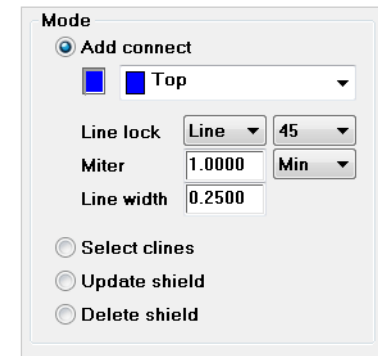 Mode
Add connect
Top
Line lock Line 45
Miter 1.0000 Min
Line width 0.2500
Select clines
Update shield
Delete shield